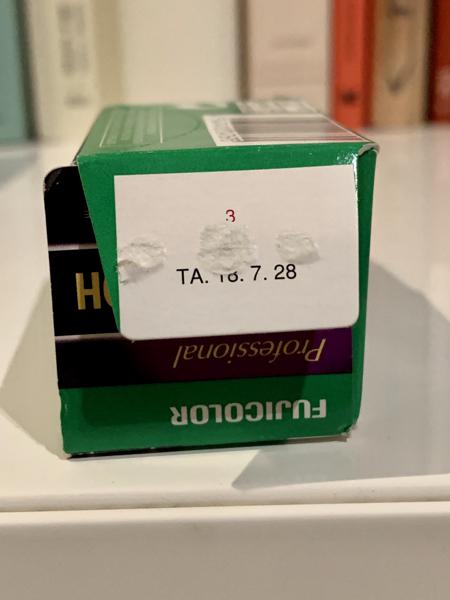 3
TA. 18. 7. 28
Professional
FUJICOLOR